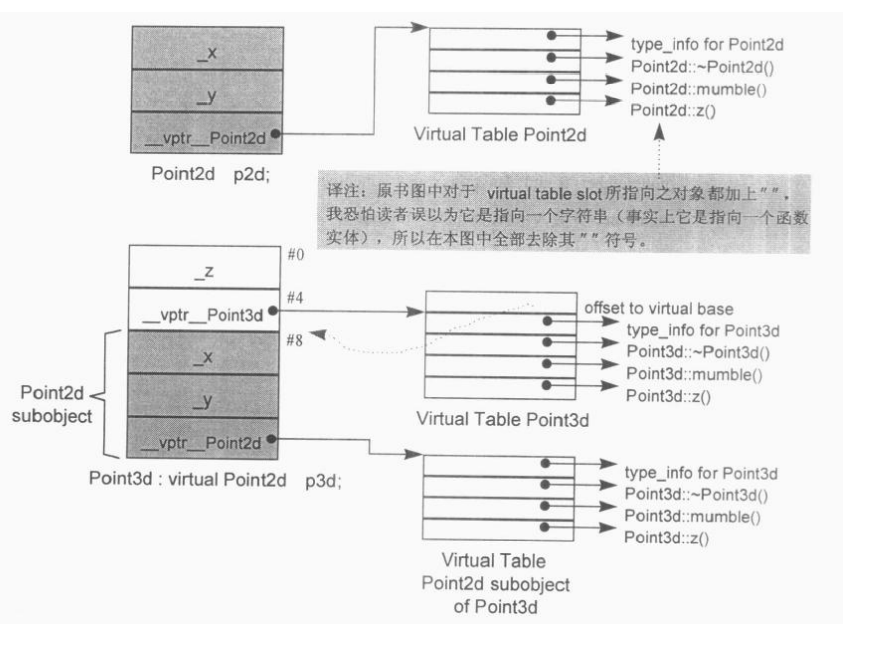 _x
_y
__vptr__Point2d
Point2d p2d;
type_info for Point2d
Point2d::~Point2d()
Point2d::mumble()
Point2d::z()
Virtual Table Point2d
译注：原书图中对于 virtual table slot所指向之对象都加上""，
我恐怕读者误以为它是指向一个字符串（事实上它是指向一个函数
实体），所以在本图中全部去除其""符号。
#0
_z
#4
__vptr__Point3d
#8
_x
_y
__vptr__Point2d
Point2d
subobject
Point3d : virtual Point2d p3d;
offset to virtual base
type_info for Point3d
Point3d::~Point3d()
Point3d::mumble()
Point3d::z()
Virtual Table Point3d
type_info for Point3d
Point3d::~Point3d()
Point3d::mumble()
Point3d::z()
Virtual Table
Point2d subobject
of Point3d